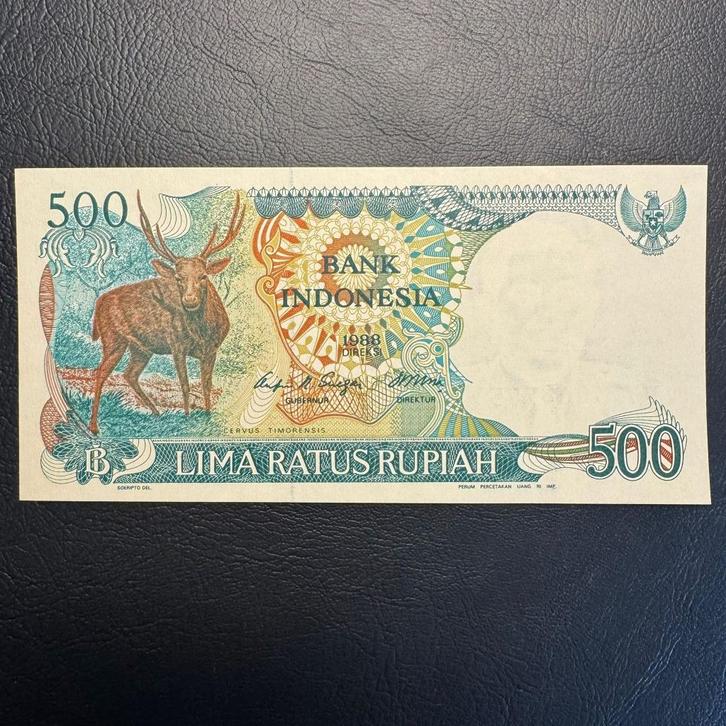 500
BANK
INDONESIA
1988
DIREKSI
GUBERNUR
DIREKTUR
CERVUS TIMORENSIS
LIMA RATUS RUPIAH
500
SOERIPTO DEL.
PERUM PERCETAKAN UANG RI IMP.